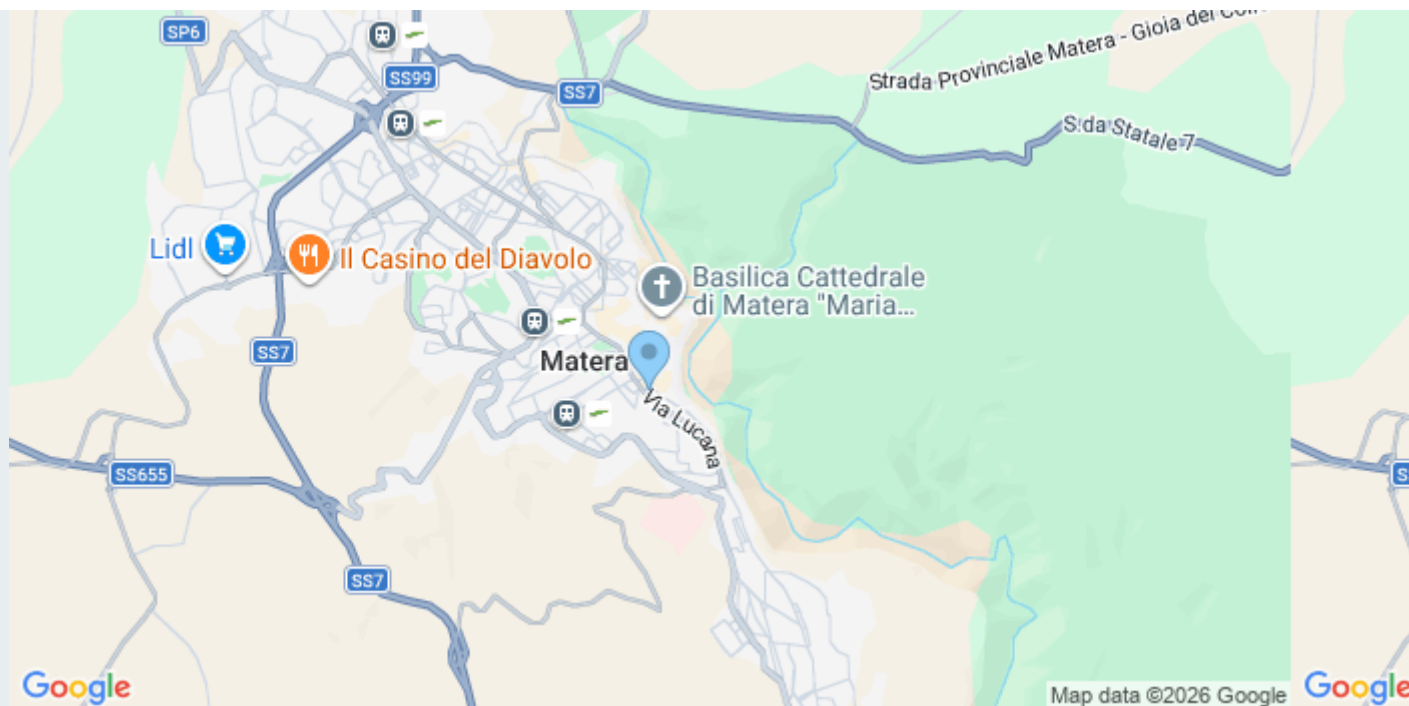 SP6
SS99
SS7
Strada Provinciale Matera - Gioia del Coll
S.da Statale 7
Lidl
Il Casino del Diavolo
Basilica Cattedrale
di Matera "Maria...
SS7
Matera
Via Lucana
SS655
SS7
Google
Map data ©2026 Google
Google